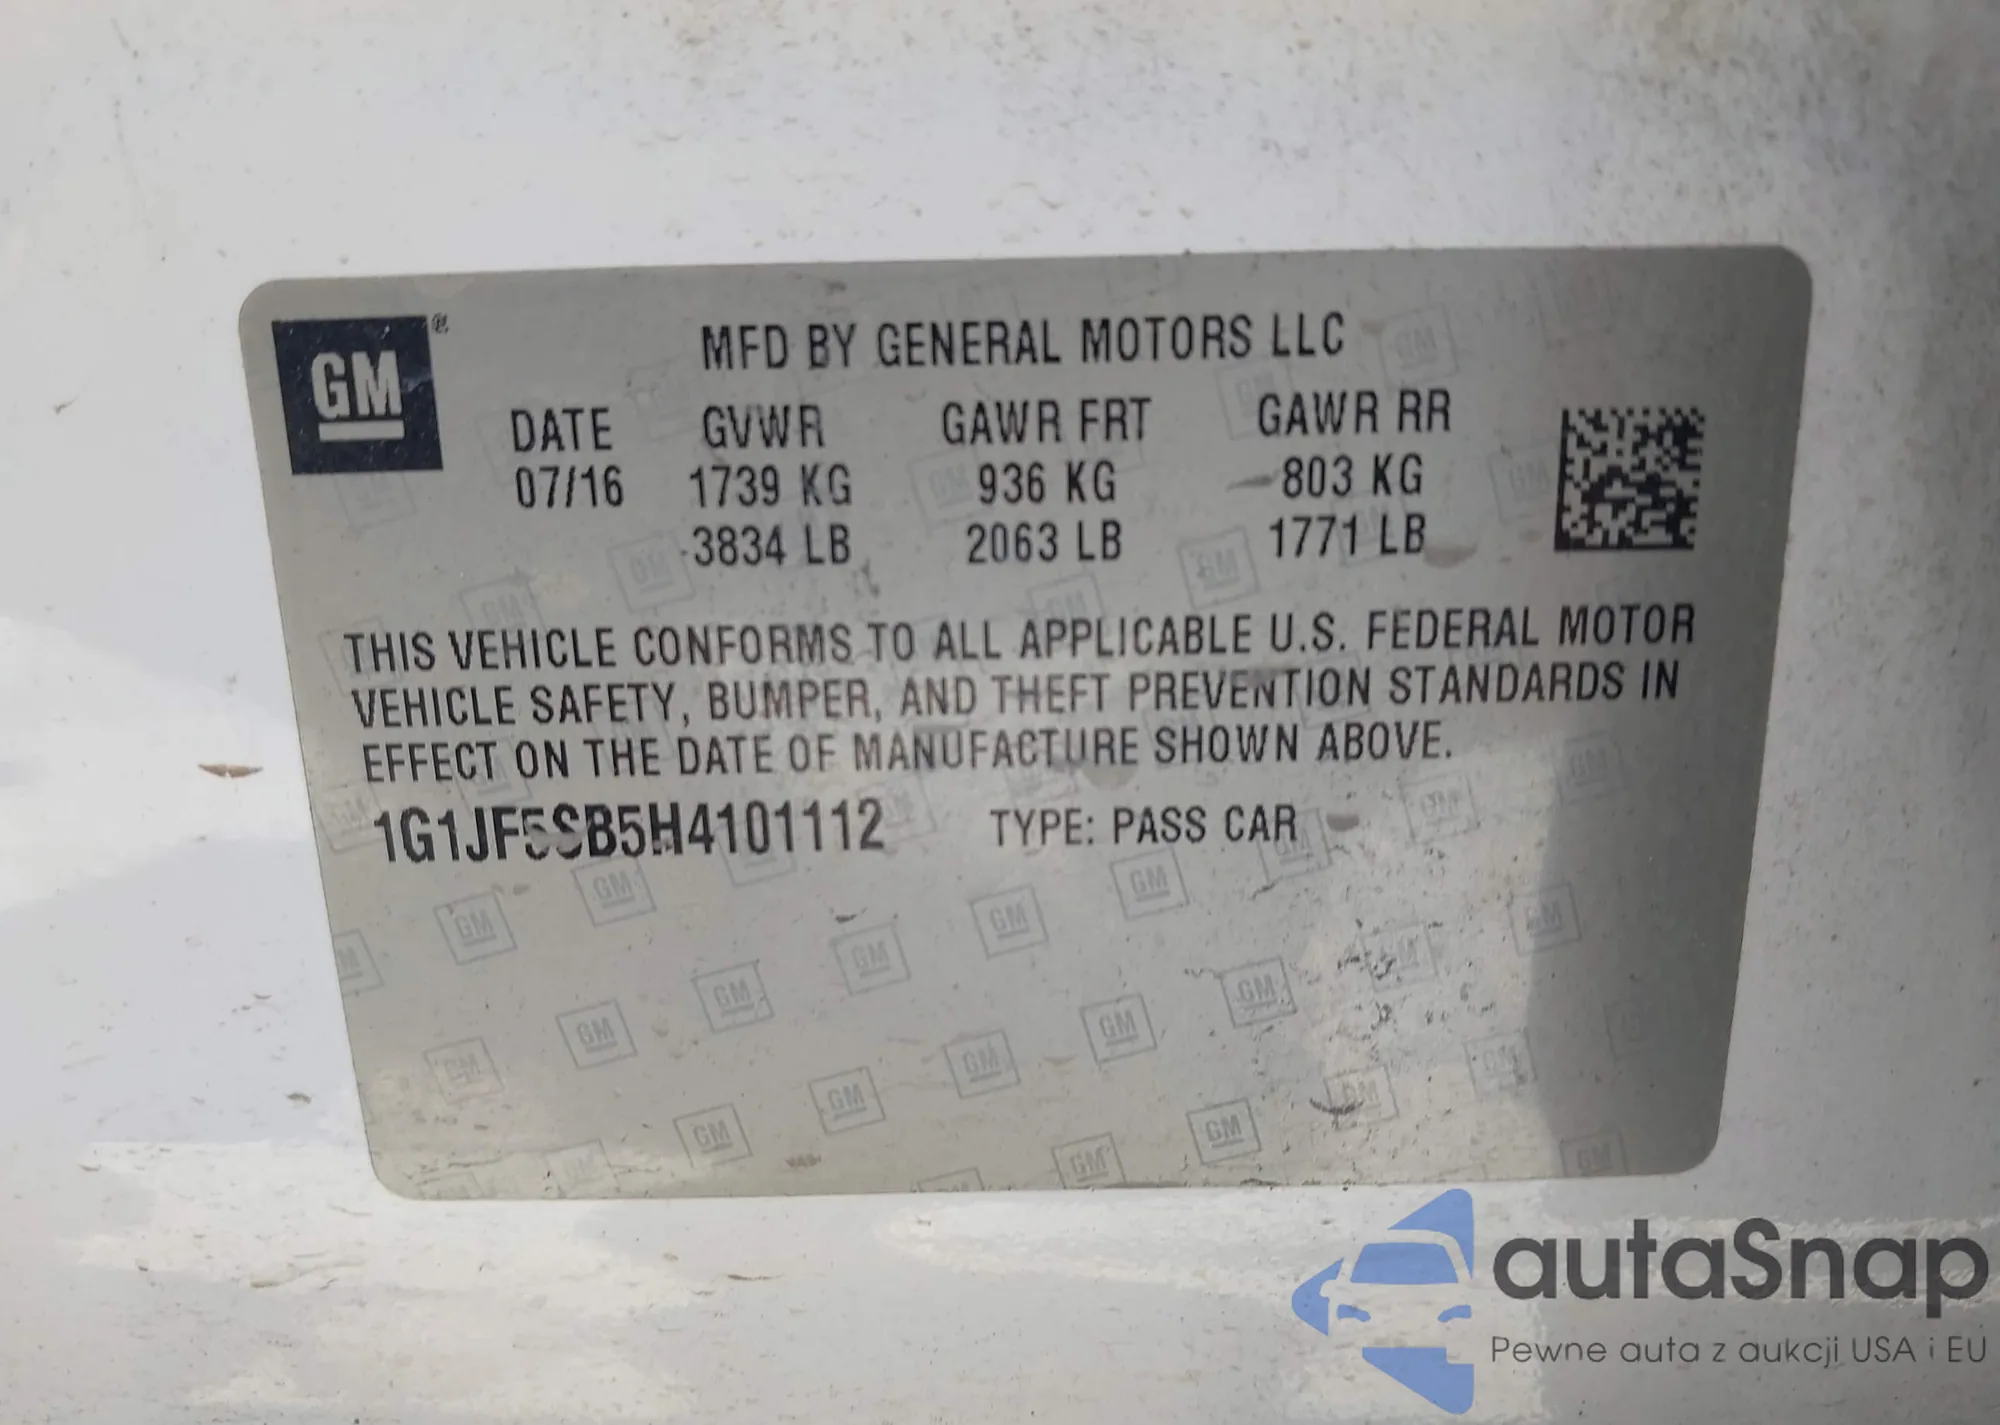 GM
®
MFD BY GENERAL MOTORS LLC
DATE GVWR GAWR FRT GAWR RR
07/16 1739 KG 936 KG 803 KG
3834 LB 2063 LB 1771 LB
THIS VEHICLE CONFORMS TO ALL APPLICABLE U.S. FEDERAL MOTOR
VEHICLE SAFETY, BUMPER, AND THEFT PREVENTION STANDARDS IN
EFFECT ON THE DATE OF MANUFACTURE SHOWN ABOVE.
1G1JF5SB5H4101112 TYPE: PASS CAR
autaSnap
Pewne auta z aukcji USA i EU